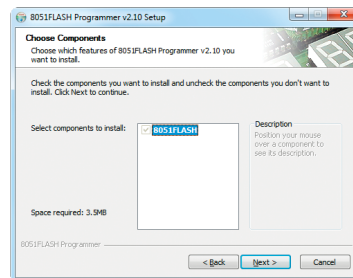 8051FLASH Programmer v2.10 Setup
Choose Components
Choose which features of 8051FLASH Programmer v2.10 you
want to install.
Check the components you want to install and uncheck the components you don't want to
install. Click Next to continue.
Select components to install:
8051FLASH
Description
Position your mouse
over a component to
see its description.
Space required: 3.5MB
8051FLASH Programmer
< Back
Next >
Cancel